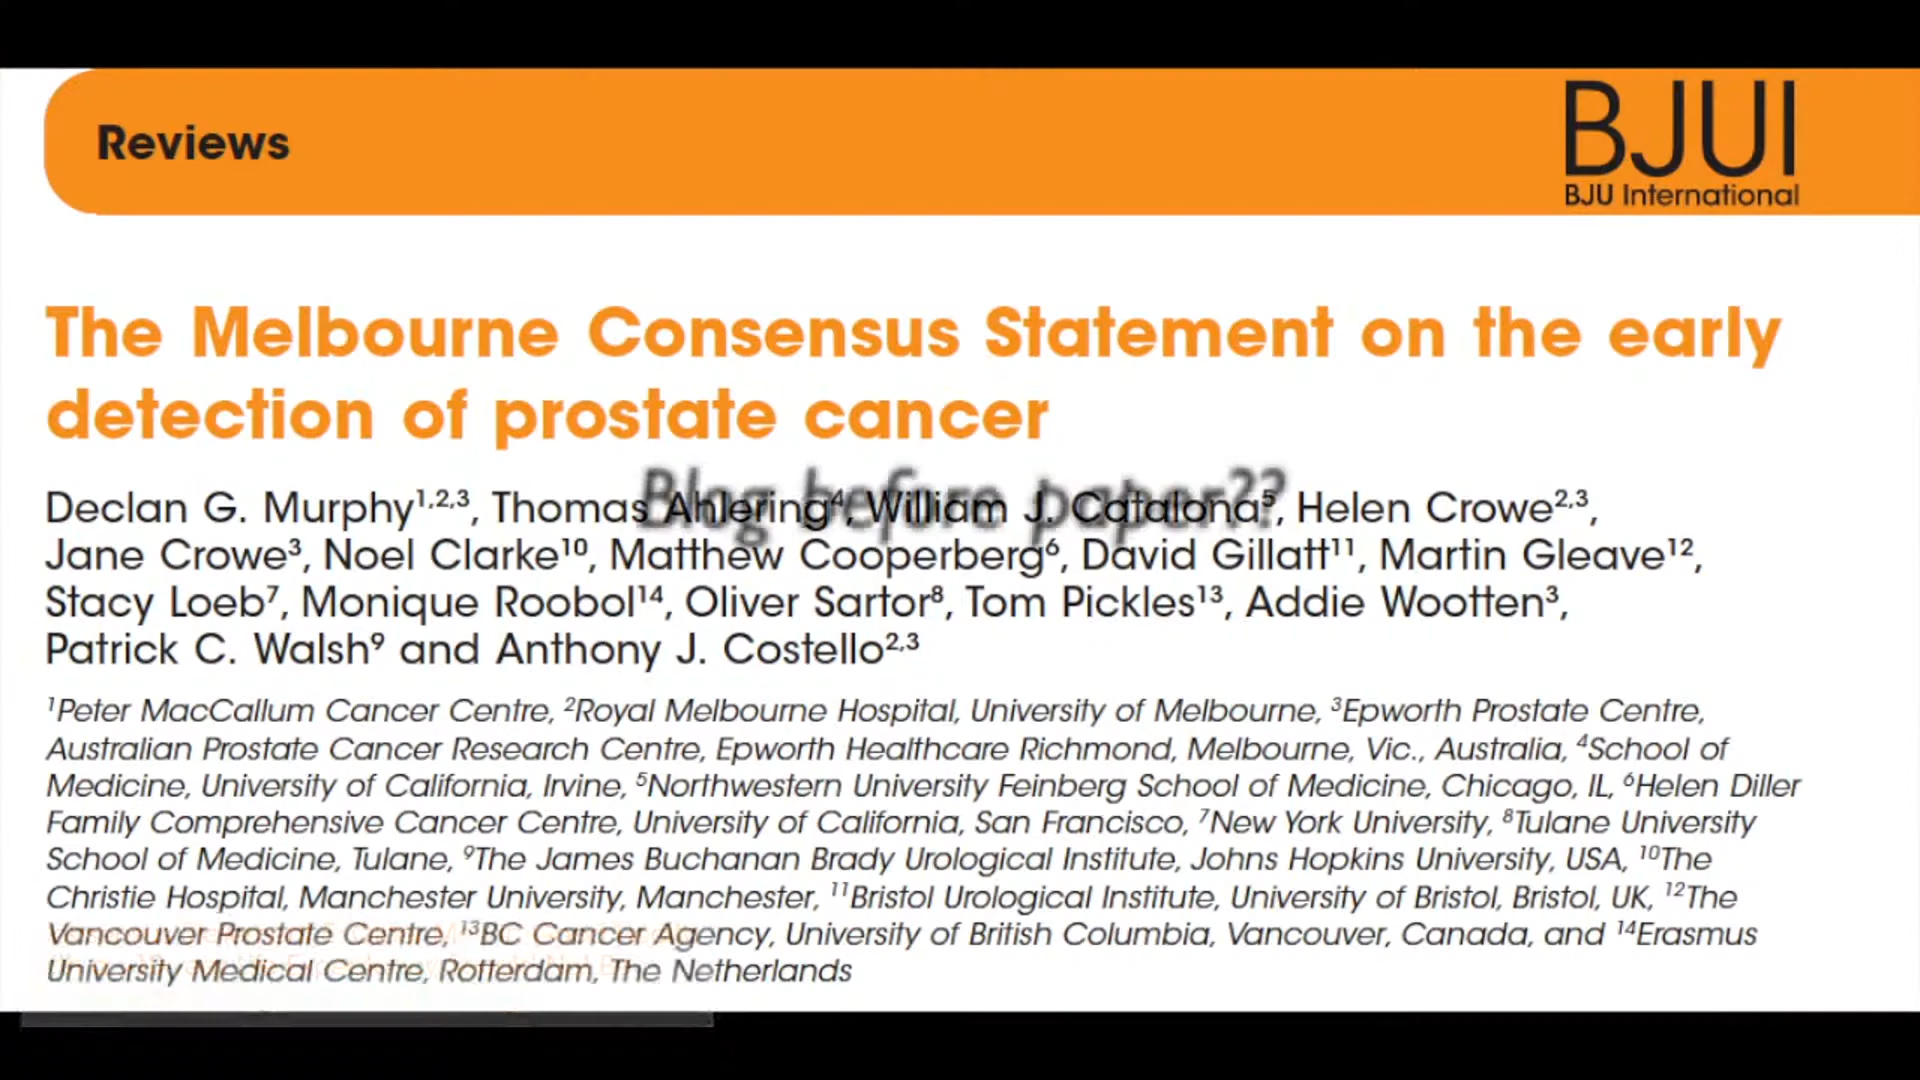 Reviews
BJUI
BJU International
The Melbourne Consensus Statement on the early
detection of prostate cancer
Blog before paper??
Declan G. Murphy¹,²,³, Thomas Ahlering⁴, William J. Catalona⁵, Helen Crowe²,³,
Jane Crowe³, Noel Clarke¹⁰, Matthew Cooperberg⁶, David Gillatt¹¹, Martin Gleave¹²,
Stacy Loeb⁷, Monique Roobol¹⁴, Oliver Sartor⁸, Tom Pickles¹³, Addie Wootten³,
Patrick C. Walsh⁹ and Anthony J. Costello²,³
¹Peter MacCallum Cancer Centre, ²Royal Melbourne Hospital, University of Melbourne, ³Epworth Prostate Centre,
Australian Prostate Cancer Research Centre, Epworth Healthcare Richmond, Melbourne, Vic., Australia, ⁴School of
Medicine, University of California, Irvine, ⁵Northwestern University Feinberg School of Medicine, Chicago, IL, ⁶Helen Diller
Family Comprehensive Cancer Centre, University of California, San Francisco, ⁷New York University, ⁸Tulane University
School of Medicine, Tulane, ⁹The James Buchanan Brady Urological Institute, Johns Hopkins University, USA, ¹⁰The
Christie Hospital, Manchester University, Manchester, ¹¹Bristol Urological Institute, University of Bristol, Bristol, UK, ¹²The
Vancouver Prostate Centre, ¹³BC Cancer Agency, University of British Columbia, Vancouver, Canada, and ¹⁴Erasmus
University Medical Centre, Rotterdam, The Netherlands